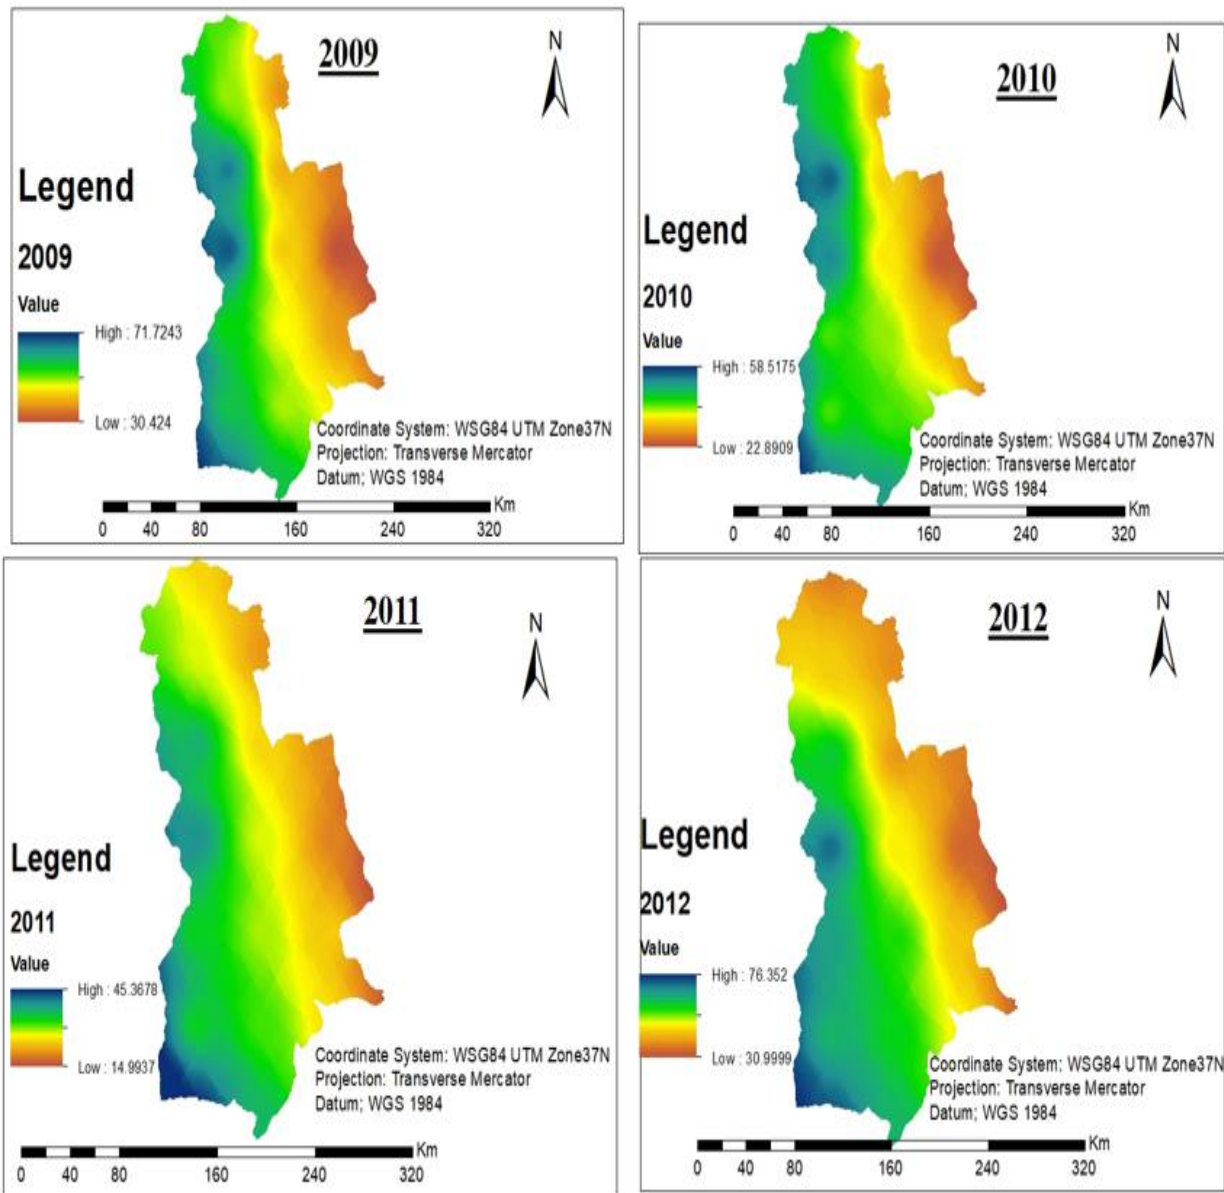 2009
N
Legend
2009
Value
High : 71.7243
Low : 30.424
Coordinate System: WSG84 UTM Zone37N
Projection: Transverse Mercator
Datum; WGS 1984
Km
0 40 80 160 240 320
2010
N
Legend
2010
Value
High : 58.5175
Low : 22.8909
Coordinate System: WSG84 UTM Zone37N
Projection: Transverse Mercator
Datum; WGS 1984
Km
0 40 80 160 240 320
2011
N
Legend
2011
Value
High : 45.3678
Low : 14.9937
Coordinate System: WSG84 UTM Zone37N
Projection: Transverse Mercator
Datum; WGS 1984
Km
0 40 80 160 240 320
2012
N
Legend
2012
Value
High : 76.352
Low : 30.9999
Coordinate System: WSG84 UTM Zone37N
Projection: Transverse Mercator
Datum; WGS 1984
Km
0 40 80 160 240 320